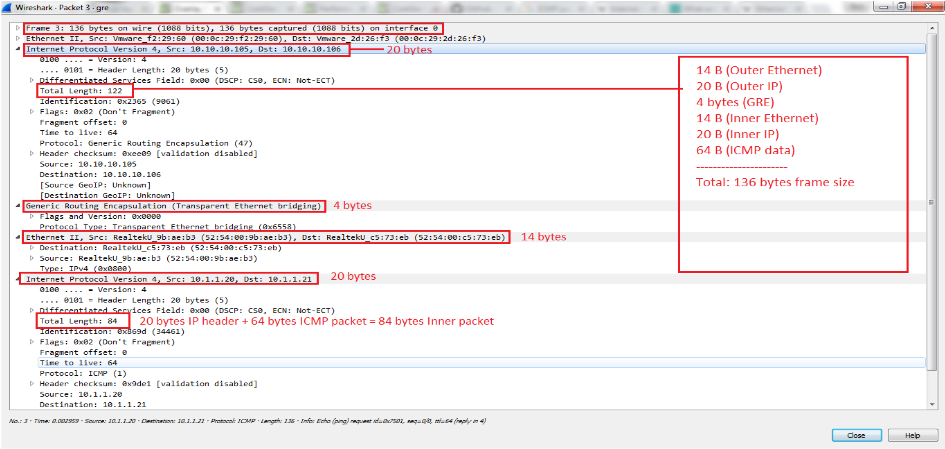 Wireshark - Packet 3 - gre
Frame 3: 136 bytes on wire (1088 bits), 136 bytes captured (1088 bits) on interface 0
Ethernet II, Src: Vmware_f2:29:60 (00:0c:29:f2:29:60), Dst: Vmware_2d:26:f3 (00:0c:29:2d:26:f3)
Internet Protocol Version 4, Src: 10.10.10.105, Dst: 10.10.10.106
20 bytes
0100 .... = Version: 4
.... 0101 = Header Length: 20 bytes (5)
Differentiated Services Field: 0x00 (DSCP: CS0, ECN: Not-ECT)
Total Length: 122
Identification: 0x2365 (9061)
Flags: 0x02 (Don't Fragment)
Fragment offset: 0
Time to live: 64
Protocol: Generic Routing Encapsulation (47)
Header checksum: 0xee09 [validation disabled]
Source: 10.10.10.105
Destination: 10.10.10.106
[Source GeoIP: Unknown]
[Destination GeoIP: Unknown]
14 B (Outer Ethernet)
20 B (Outer IP)
4 bytes (GRE)
14 B (Inner Ethernet)
20 B (Inner IP)
64 B (ICMP data)
----------------------
Total: 136 bytes frame size
Generic Routing Encapsulation (Transparent Ethernet bridging)
4 bytes
Flags and Version: 0x0000
Protocol Type: Transparent Ethernet bridging (0x6558)
Ethernet II, Src: RealtekU_9b:ae:b3 (52:54:00:9b:ae:b3), Dst: RealtekU_c5:73:eb (52:54:00:c5:73:eb)
14 bytes
Destination: RealtekU_c5:73:eb (52:54:00:c5:73:eb)
Source: RealtekU_9b:ae:b3 (52:54:00:9b:ae:b3)
Type: IPv4 (0x0800)
Internet Protocol Version 4, Src: 10.1.1.20, Dst: 10.1.1.21
20 bytes
0100 .... = Version: 4
.... 0101 = Header Length: 20 bytes (5)
Differentiated Services Field: 0x00 (DSCP: CS0, ECN: Not-ECT)
Total Length: 84
20 bytes IP header + 64 bytes ICMP packet = 84 bytes Inner packet
Identification: 0x869d (34461)
Flags: 0x02 (Don't Fragment)
Fragment offset: 0
Time to live: 64
Protocol: ICMP (1)
Header checksum: 0x9de1 [validation disabled]
Source: 10.1.1.20
Destination: 10.1.1.21
No.: 3 · Time: 0.002959 · Source: 10.1.1.20 · Destination: 10.1.1.21 · Protocol: ICMP · Length: 136 · Info: Echo (ping) request id=0x7501, seq=0/0, ttl=64 (reply in 4)
Close
Help